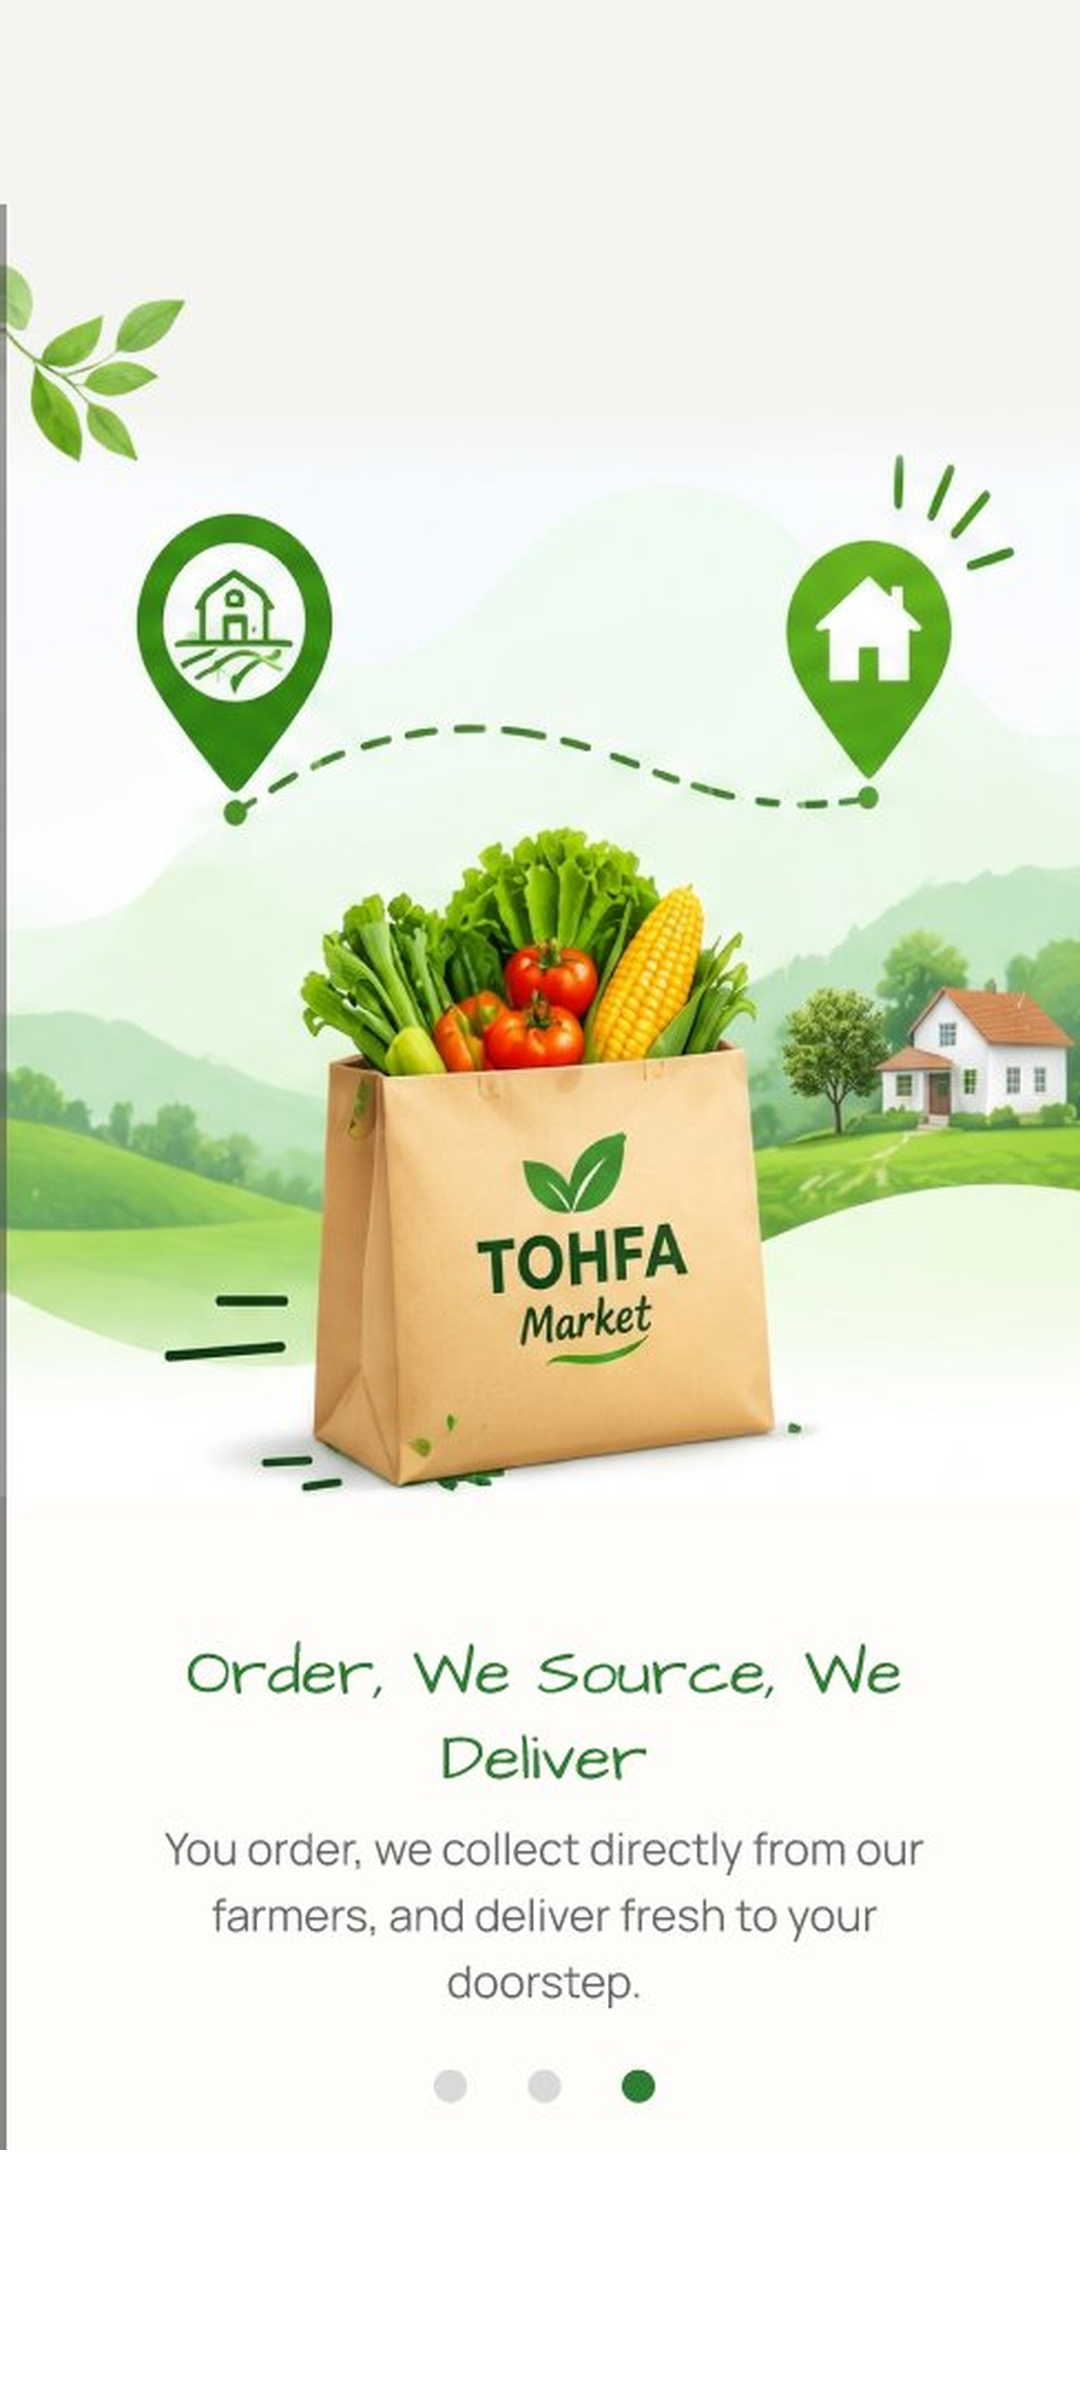 TOHFA
Market
Order, We Source, We
Deliver
You order, we collect directly from our
farmers, and deliver fresh to your
doorstep.